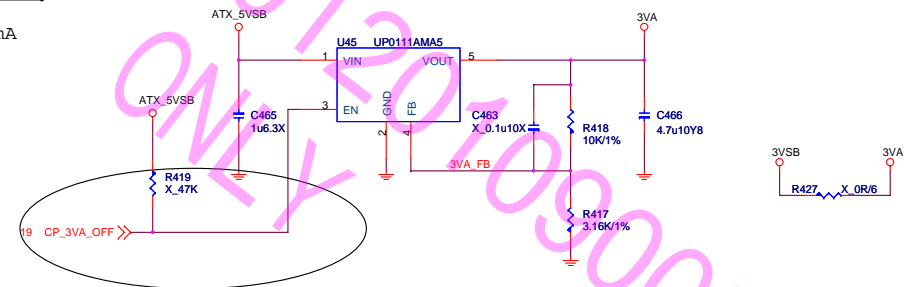 nA
ATX_5VSB
3VA
U45 UP0111AMA5
1 VIN VOUT 5
ATX_5VSB
3 EN GND FB
C465
1u6.3X
C463
X_0.1u10X
R418
10K/1%
C466
4.7u10Y8
2 4
3VA_FB
3VSB 3VA
R419
X_47K
R427 X_0R/6
R417
3.16K/1%
19 CP_3VA_OFF
0120109000
ONLY